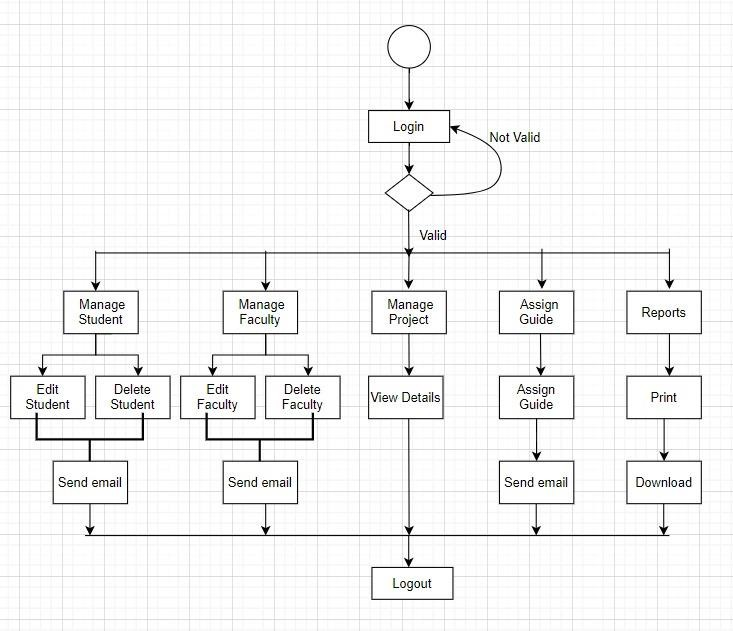 Login
Not Valid
Valid
Manage
Student
Manage
Faculty
Manage
Project
Assign
Guide
Reports
Edit
Student
Delete
Student
Edit
Faculty
Delete
Faculty
View Details
Assign
Guide
Print
Send email
Send email
Send email
Download
Logout